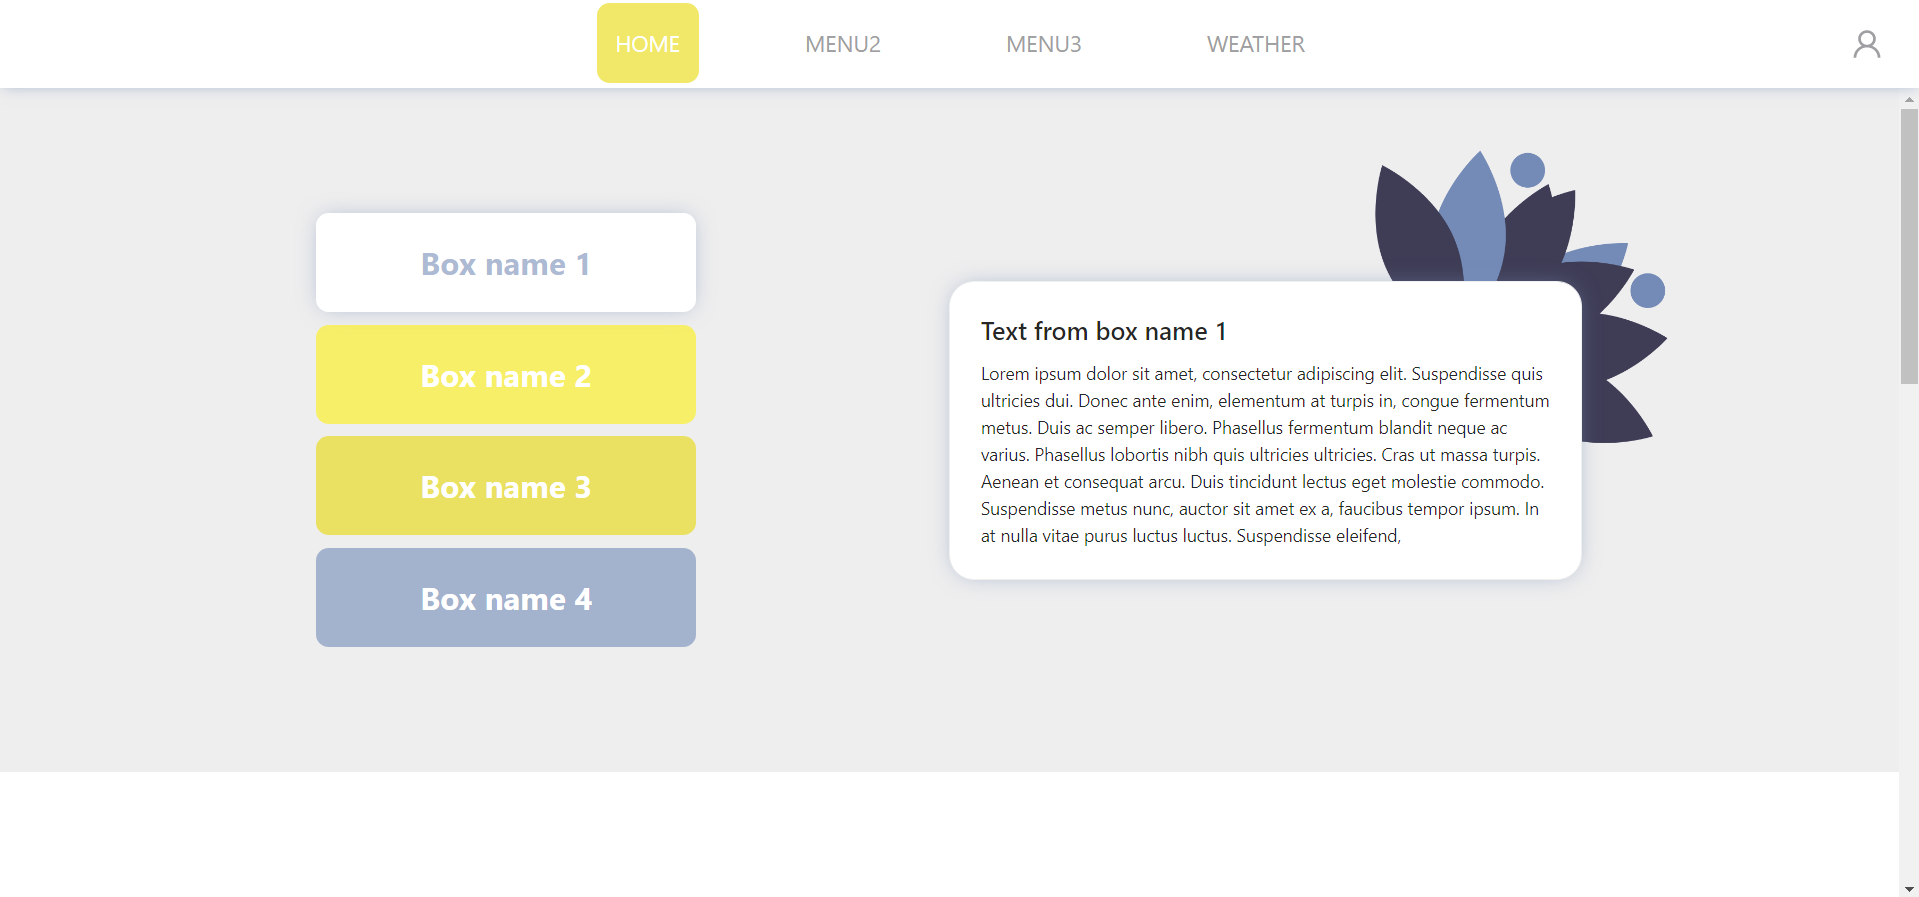 HOME MENU2 MENU3 WEATHER
Box name 1
Box name 2
Box name 3
Box name 4
Text from box name 1
Lorem ipsum dolor sit amet, consectetur adipiscing elit. Suspendisse quis
ultricies dui. Donec ante enim, elementum at turpis in, congue fermentum
metus. Duis ac semper libero. Phasellus fermentum blandit neque ac
varius. Phasellus lobortis nibh quis ultricies ultricies. Cras ut massa turpis.
Aenean et consequat arcu. Duis tincidunt lectus eget molestie commodo.
Suspendisse metus nunc, auctor sit amet ex a, faucibus tempor ipsum. In
at nulla vitae purus luctus luctus. Suspendisse eleifend,